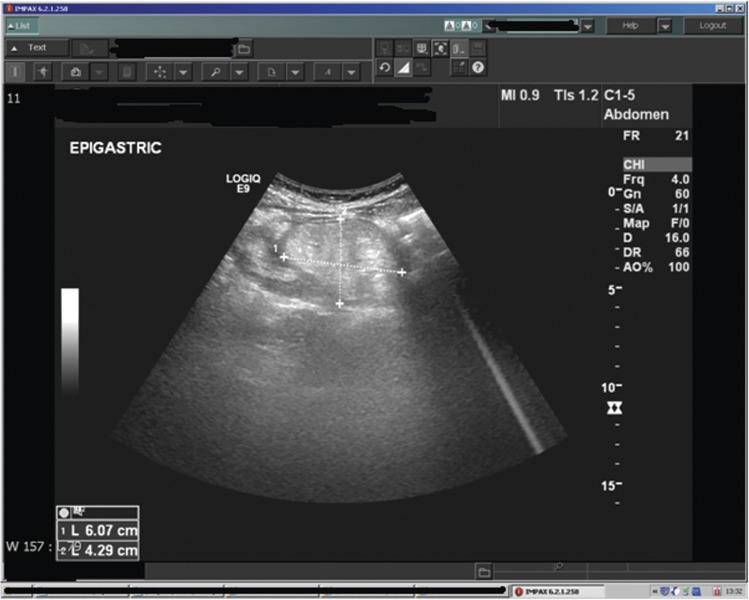 IMPAX 6.2.1.258
List
Help
Logout
Text
11
MI 0.9 TIs 1.2 C1-5
Abdomen
EPIGASTRIC
LOGIQ
E9
FR 21
CHI
Frq 4.0
Gn 60
S/A 1/1
Map F/0
D 16.0
DR 66
AO% 100
0
5
10
15
1
1 L 6.07 cm
2 L 4.29 cm
W 157 :
IMPAX 6.2.1.258
13:32